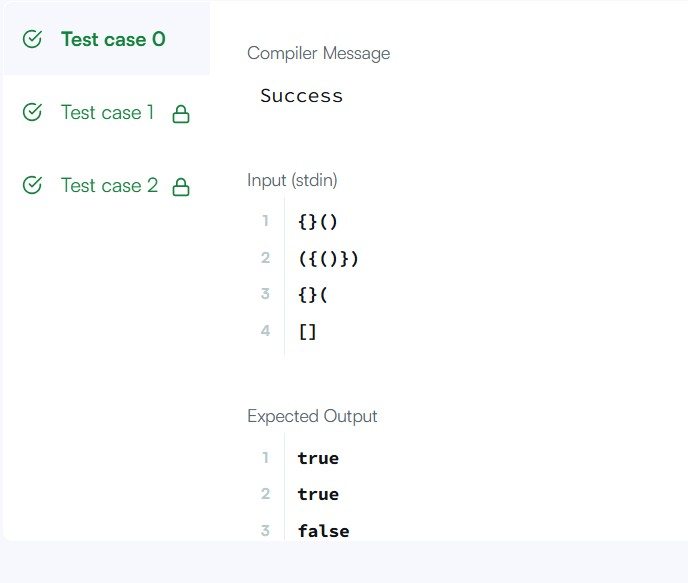 Test case 0
Test case 1
Test case 2
Compiler Message
Success
Input (stdin)
1 {}()
2 ({()})
3 {}(
4 []
Expected Output
1 true
2 true
3 false